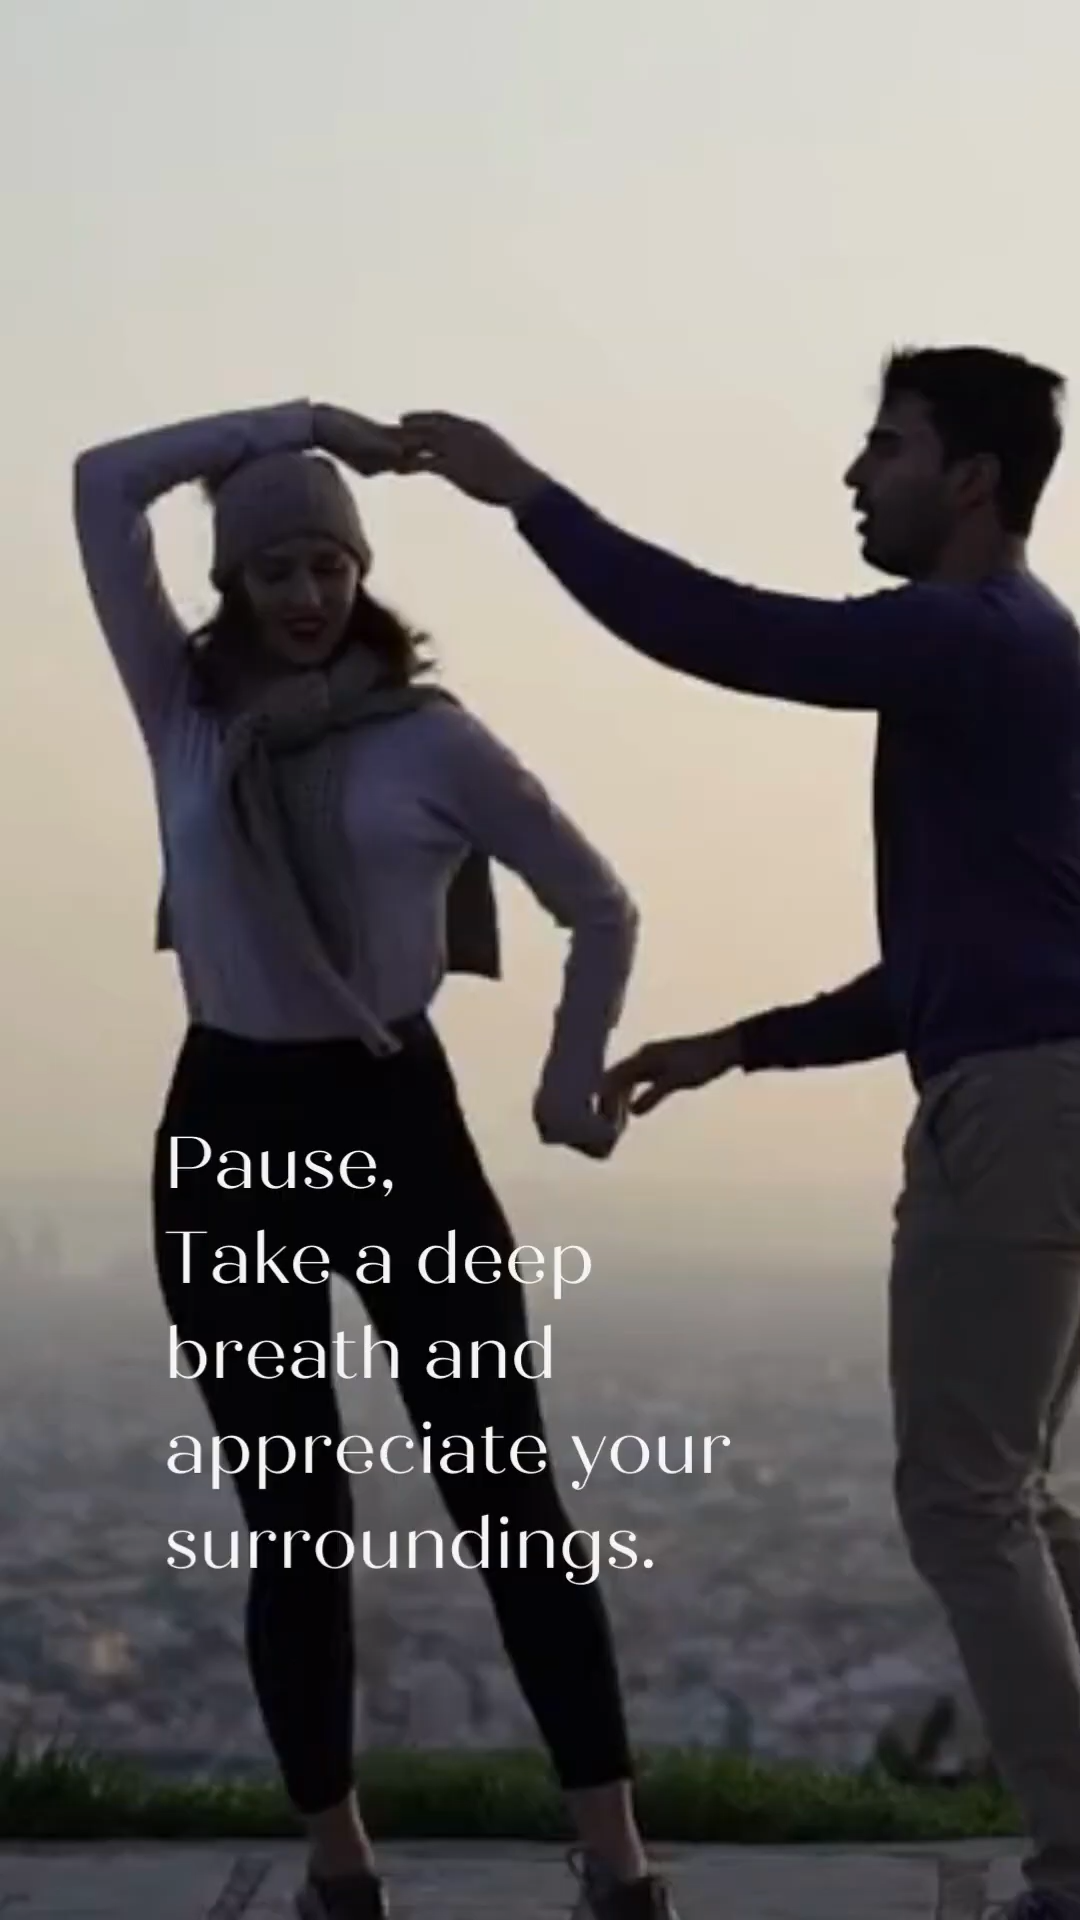 Pause,
Take a deep
breath and
appreciate your
surroundings.